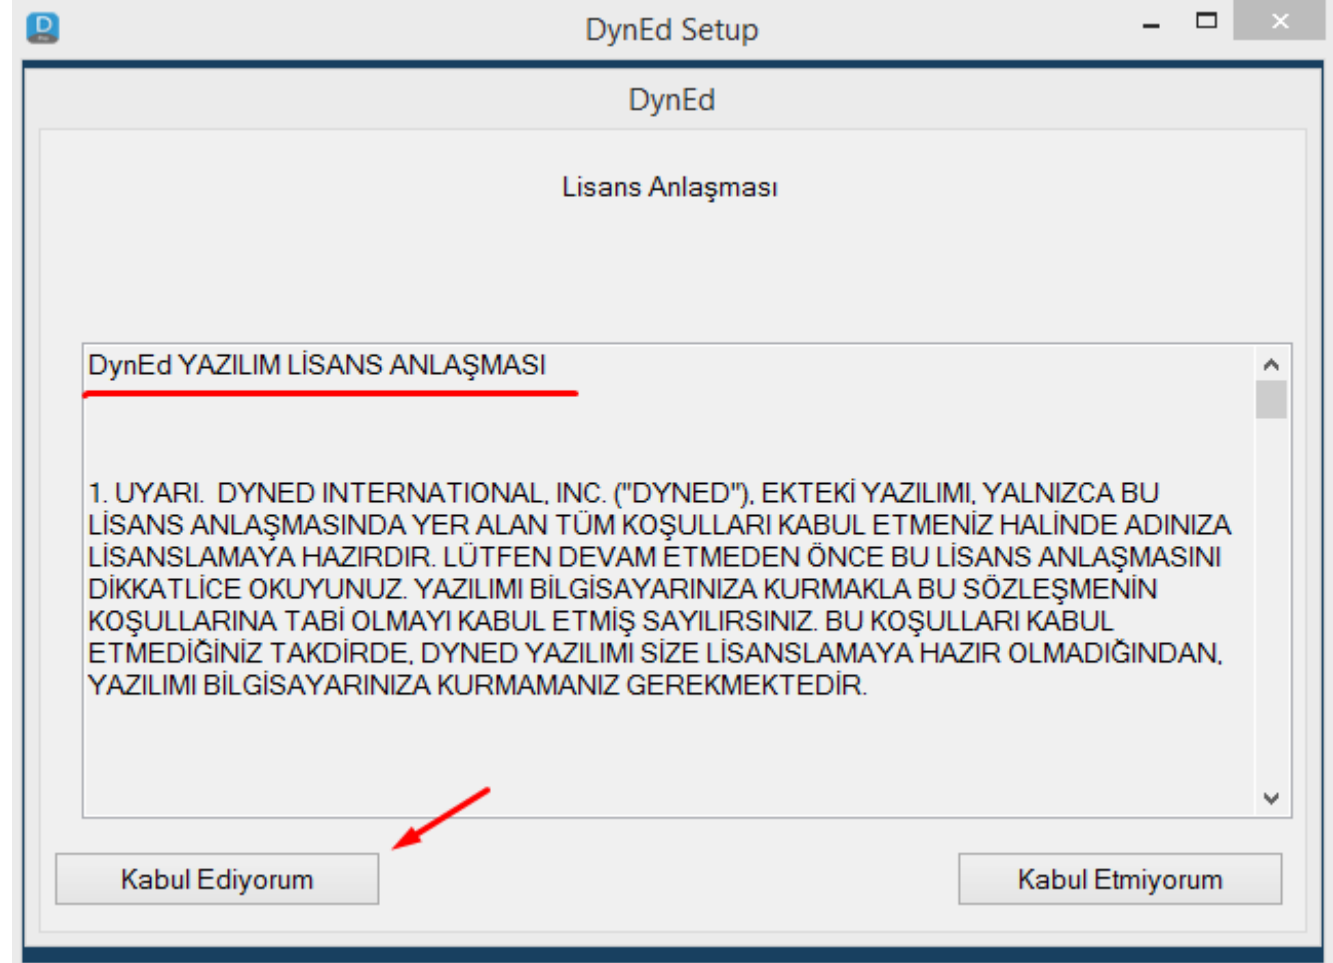 DynEd Setup
DynEd
Lisans Anlaşması
DynEd YAZILIM LİSANS ANLAŞMASI
1. UYARI.  DYNED INTERNATIONAL, INC. ("DYNED"), EKTEKİ YAZILIMI, YALNIZCA BU
LİSANS ANLAŞMASINDA YER ALAN TÜM KOŞULLARI KABUL ETMENİZ HALİNDE ADINIZA
LİSANSLAMAYA HAZIRDIR. LÜTFEN DEVAM ETMEDEN ÖNCE BU LİSANS ANLAŞMASINI
DİKKATLİCE OKUYUNUZ. YAZILIMI BİLGİSAYARINIZA KURMAKLA BU SÖZLEŞMENİN
KOŞULLARINA TABİ OLMAYI KABUL ETMİŞ SAYILIRSINIZ. BU KOŞULLARI KABUL
ETMEDİĞİNİZ TAKDİRDE, DYNED YAZILIMI SİZE LİSANSLAMAYA HAZIR OLMADIĞINDAN,
YAZILIMI BİLGİSAYARINIZA KURMAMANIZ GEREKMEKTEDİR.
Kabul Ediyorum
Kabul Etmiyorum